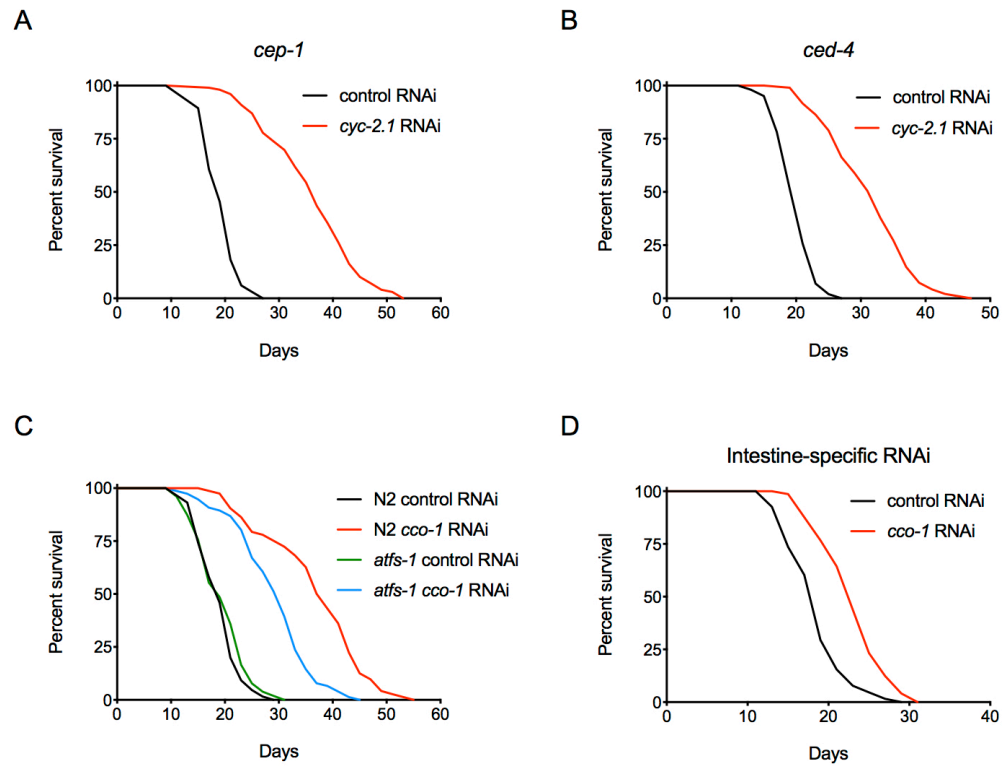 A
cep-1
100
75
50
25
0
Percent survival
control RNAi
cyc-2.1 RNAi
0 10 20 30 40 50 60
Days
B
ced-4
100
75
50
25
0
Percent survival
control RNAi
cyc-2.1 RNAi
0 10 20 30 40 50
Days
C
100
75
50
25
0
Percent survival
N2 control RNAi
N2 cco-1 RNAi
atfs-1 control RNAi
atfs-1 cco-1 RNAi
0 10 20 30 40 50 60
Days
D
Intestine-specific RNAi
100
75
50
25
0
Percent survival
control RNAi
cco-1 RNAi
0 10 20 30 40
Days